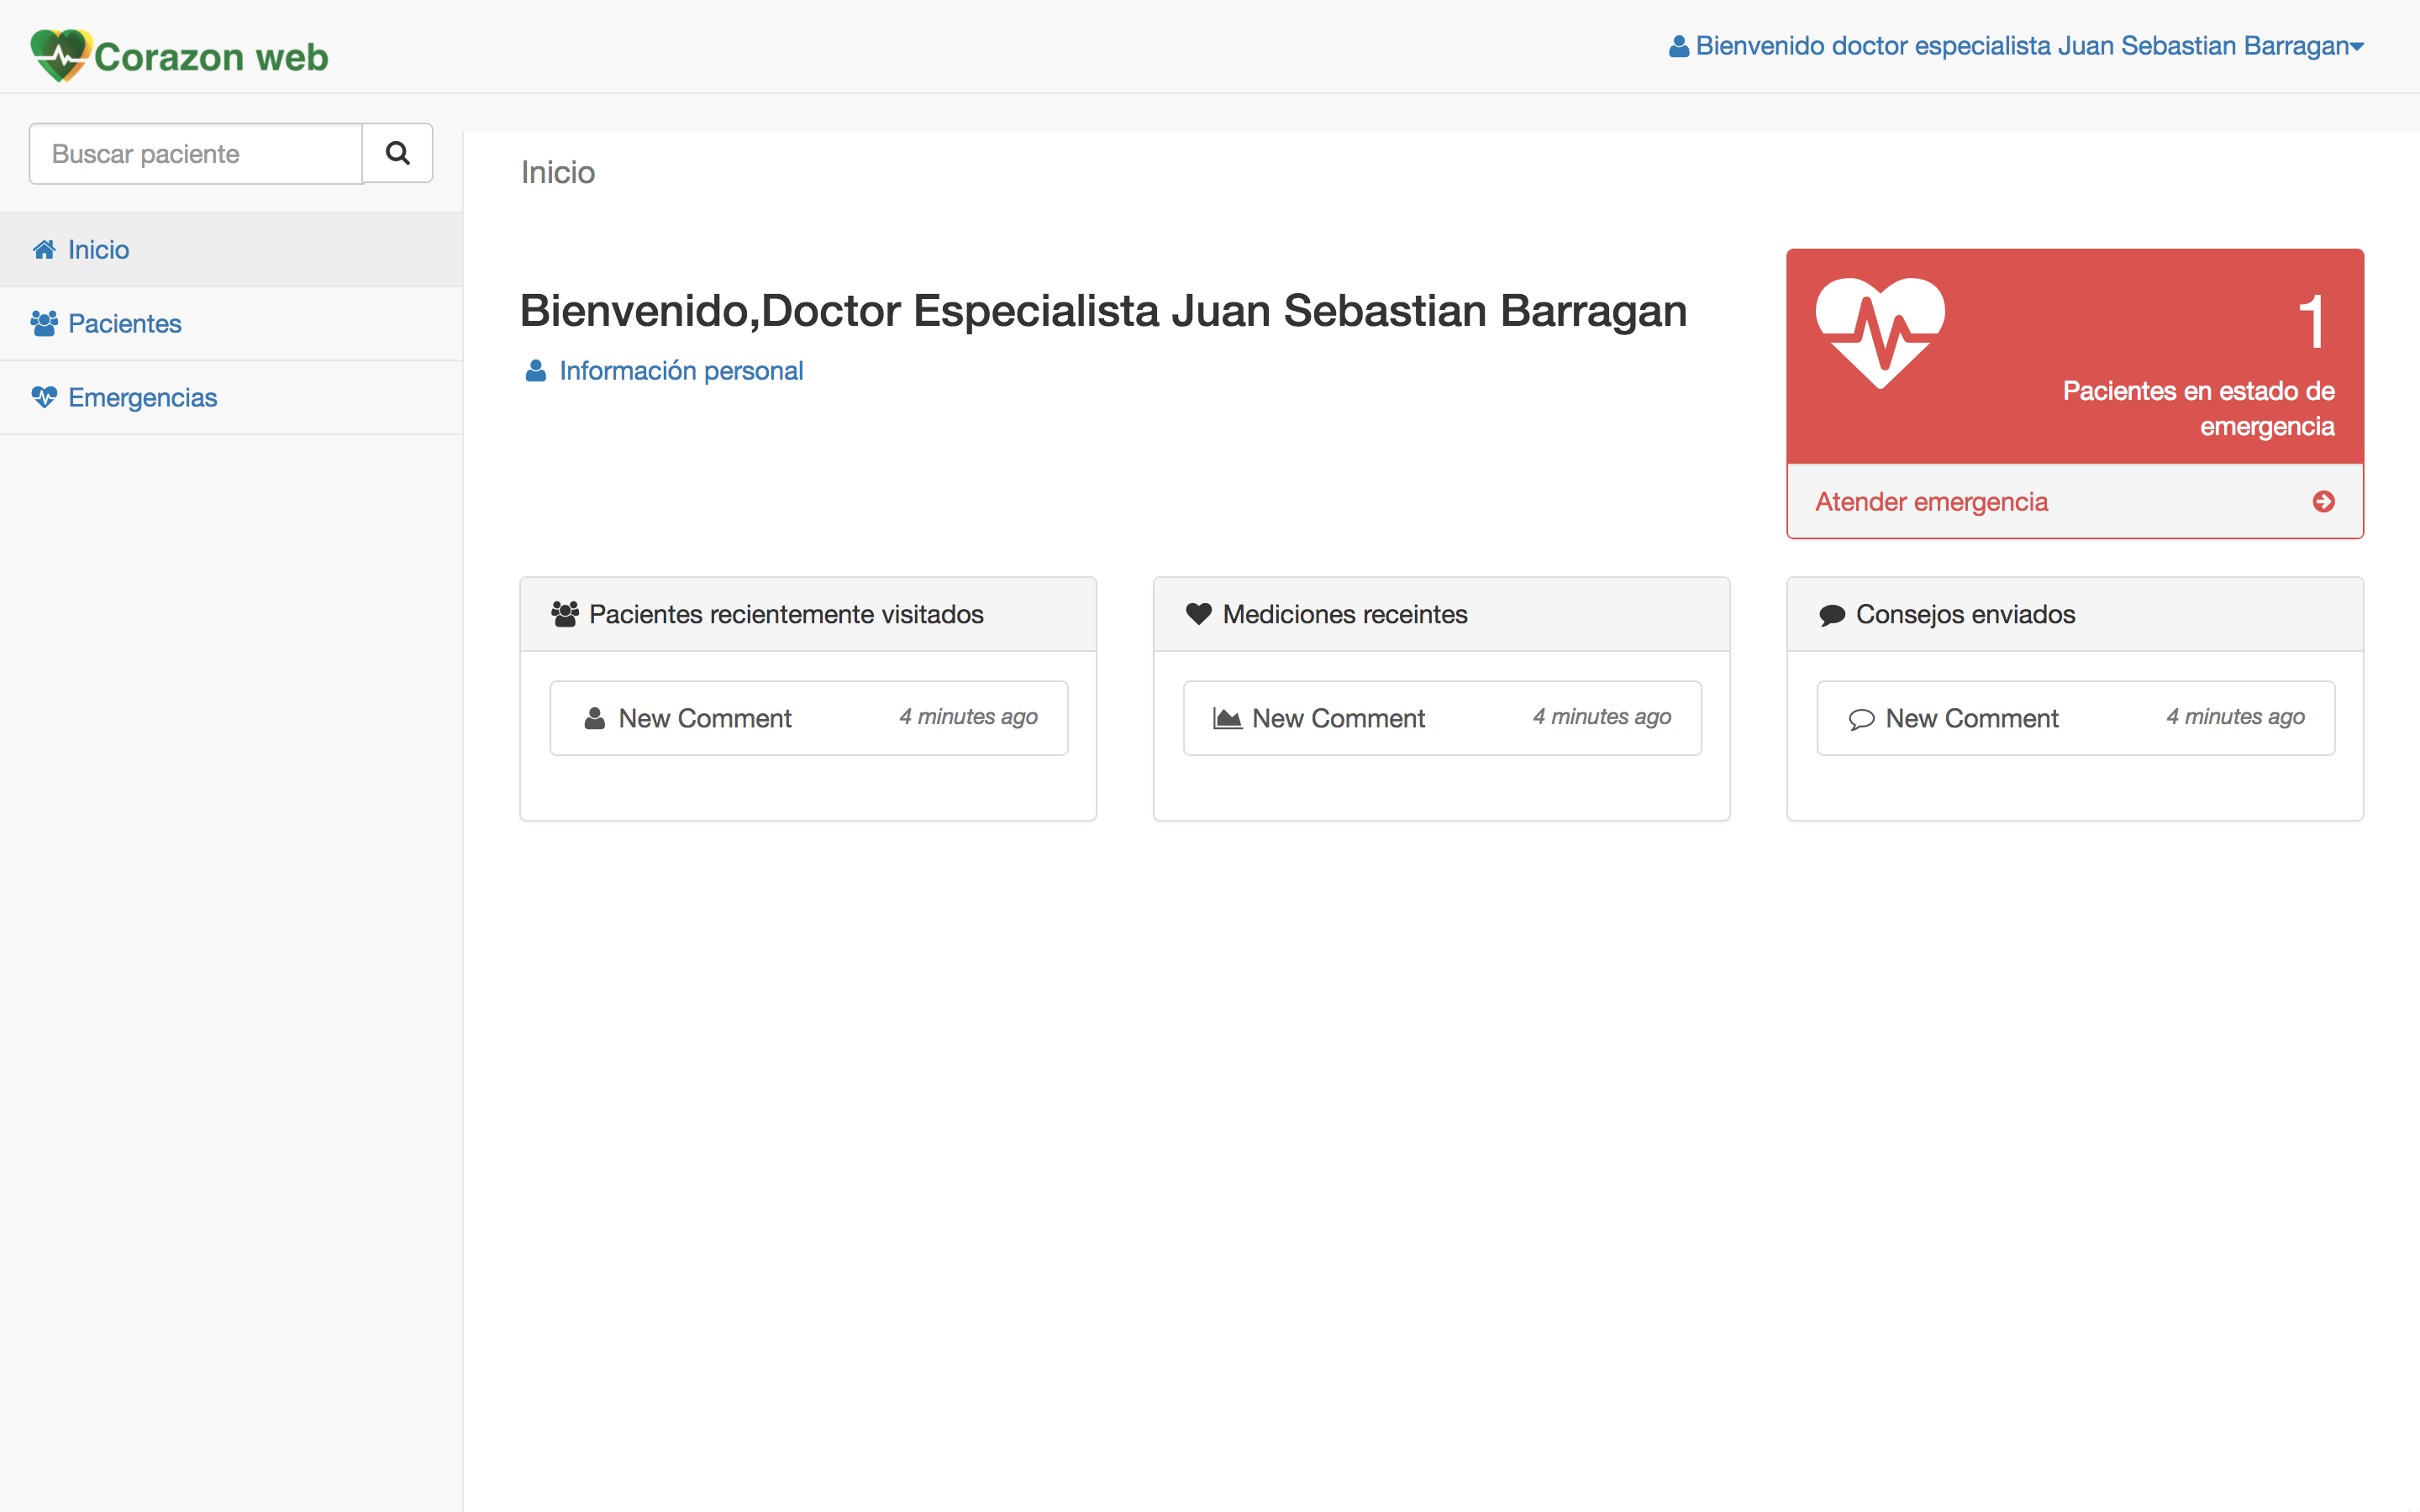 Corazon web
Bienvenido doctor especialista Juan Sebastian Barragan
Buscar paciente
Inicio
Pacientes
Emergencias
Inicio
Bienvenido,Doctor Especialista Juan Sebastian Barragan
Información personal
1
Pacientes en estado de
emergencia
Atender emergencia
Pacientes recientemente visitados
New Comment 4 minutes ago
Mediciones receintes
New Comment 4 minutes ago
Consejos enviados
New Comment 4 minutes ago